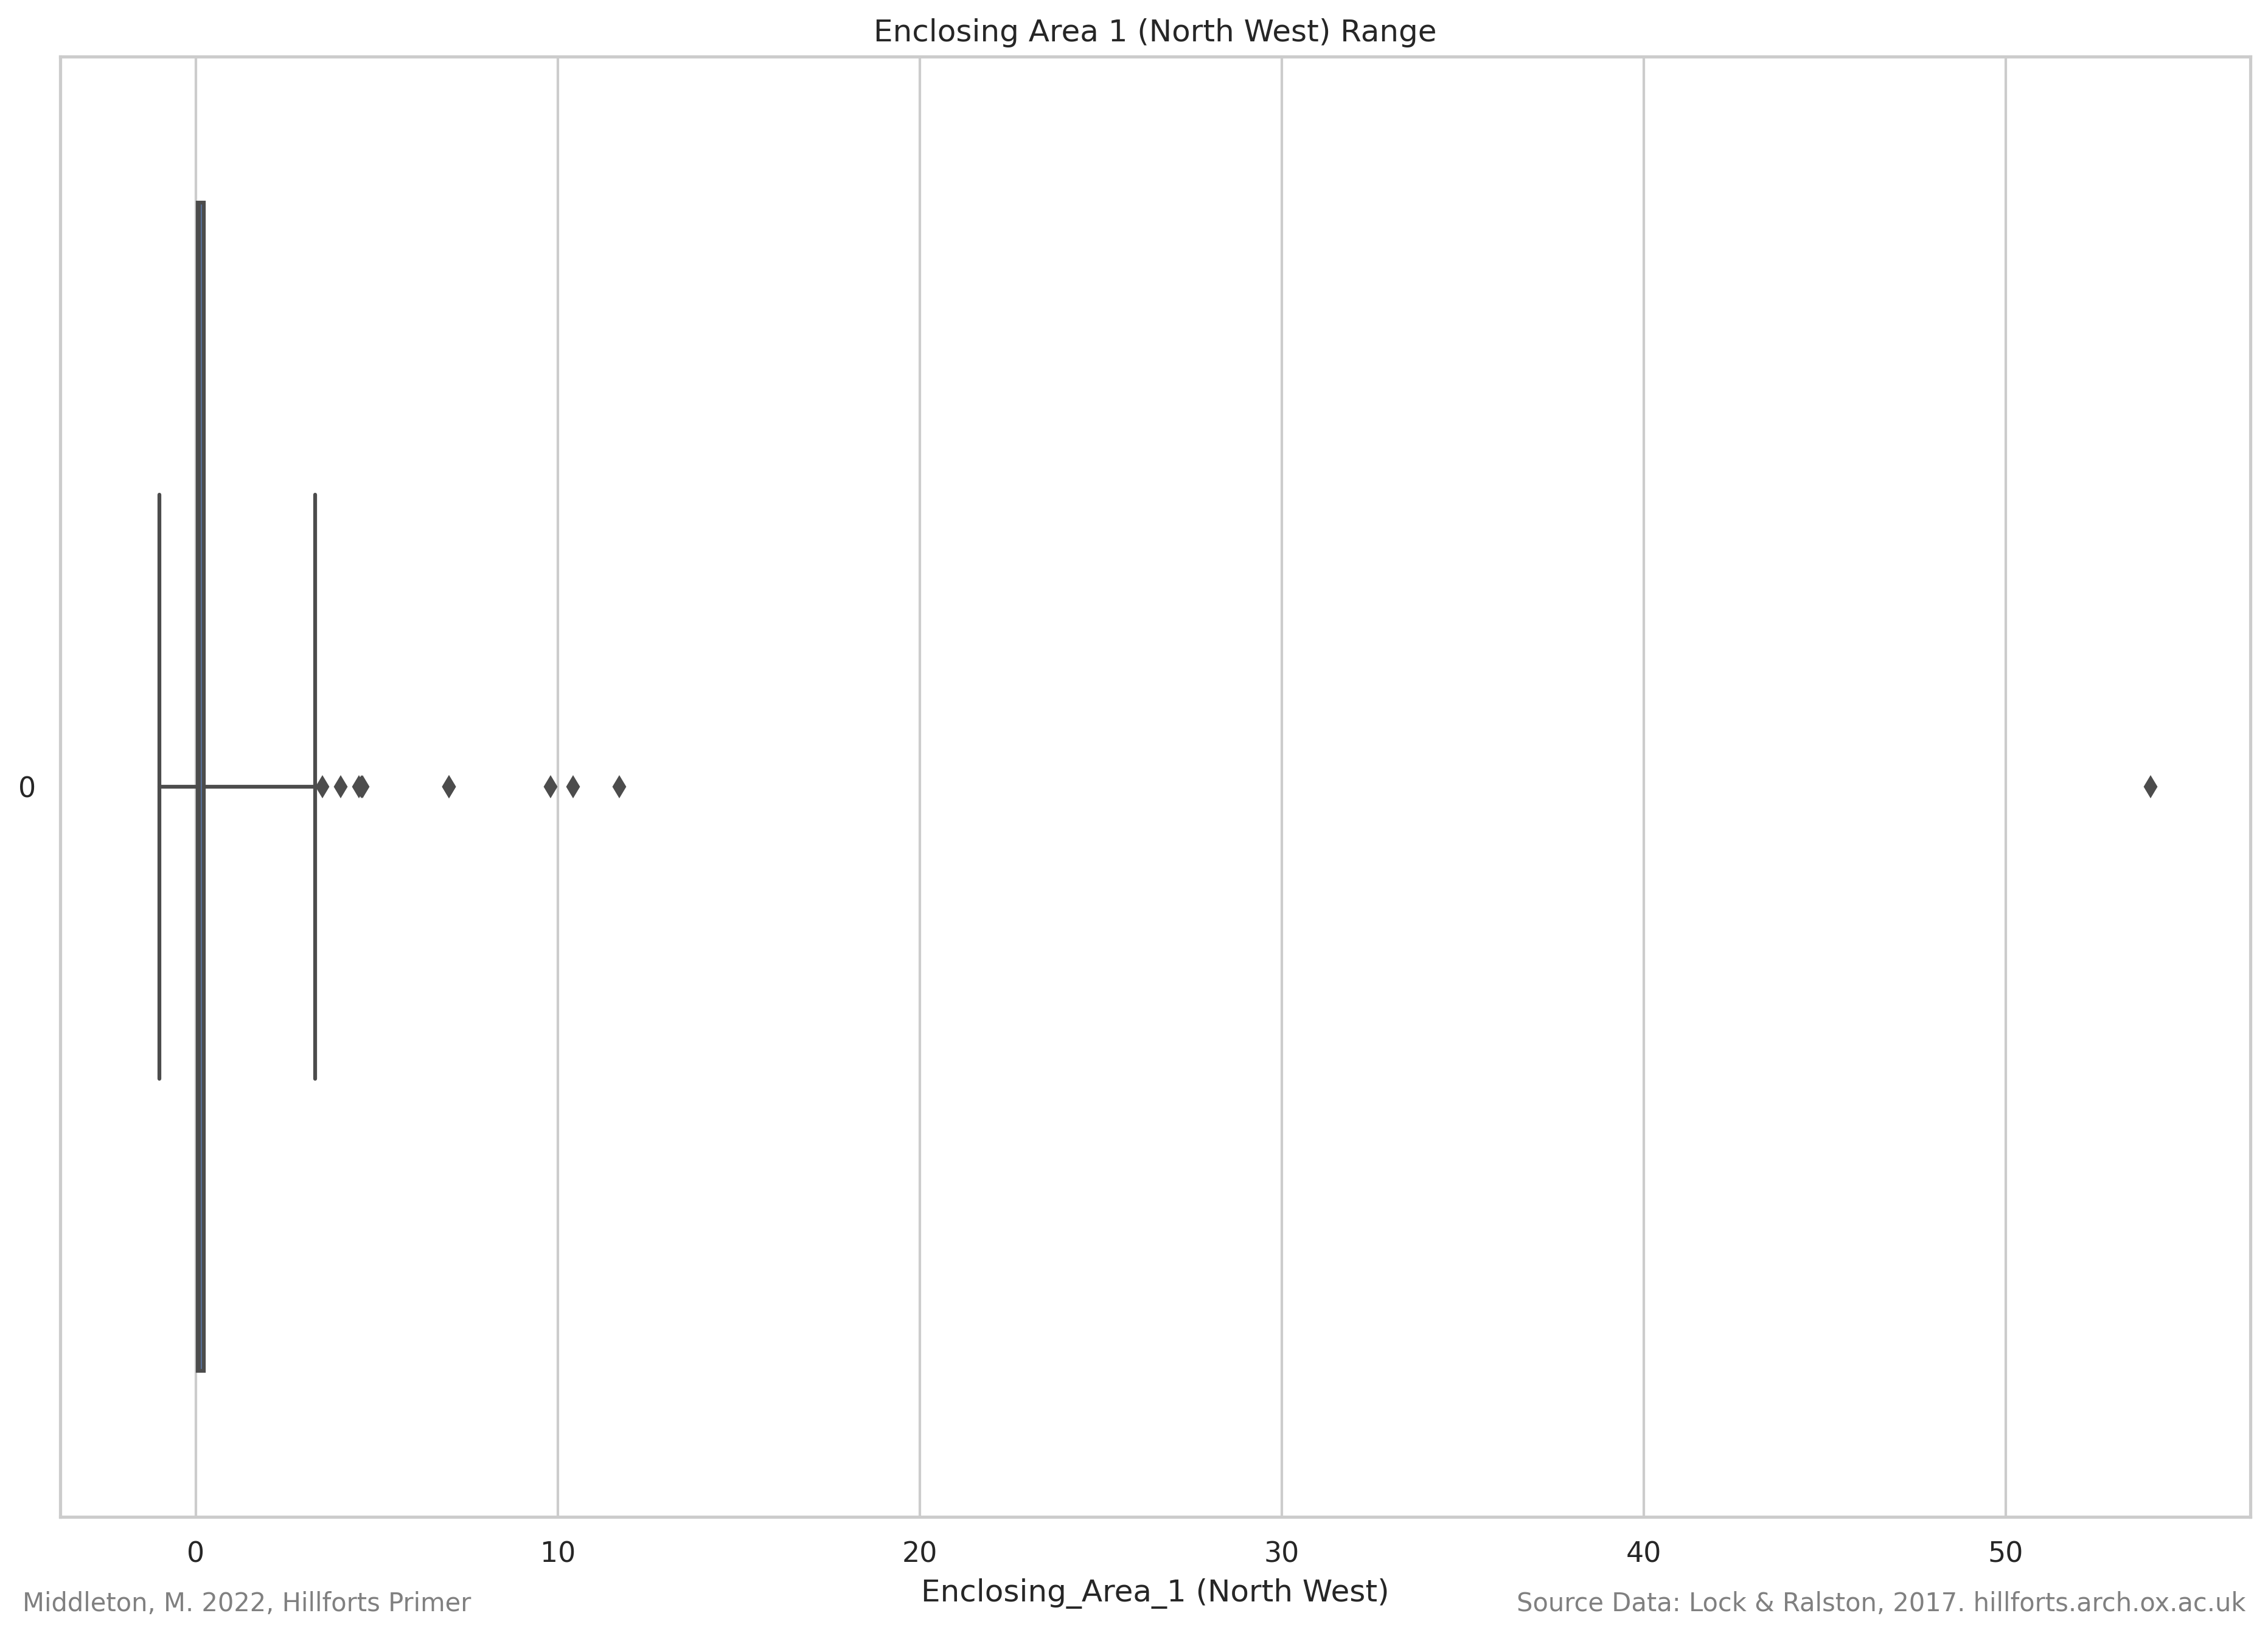 Enclosing Area 1 (North West) Range
0
0 10 20 30 40 50
Enclosing_Area_1 (North West)
Middleton, M. 2022, Hillforts Primer
Source Data: Lock & Ralston, 2017. hillforts.arch.ox.ac.uk